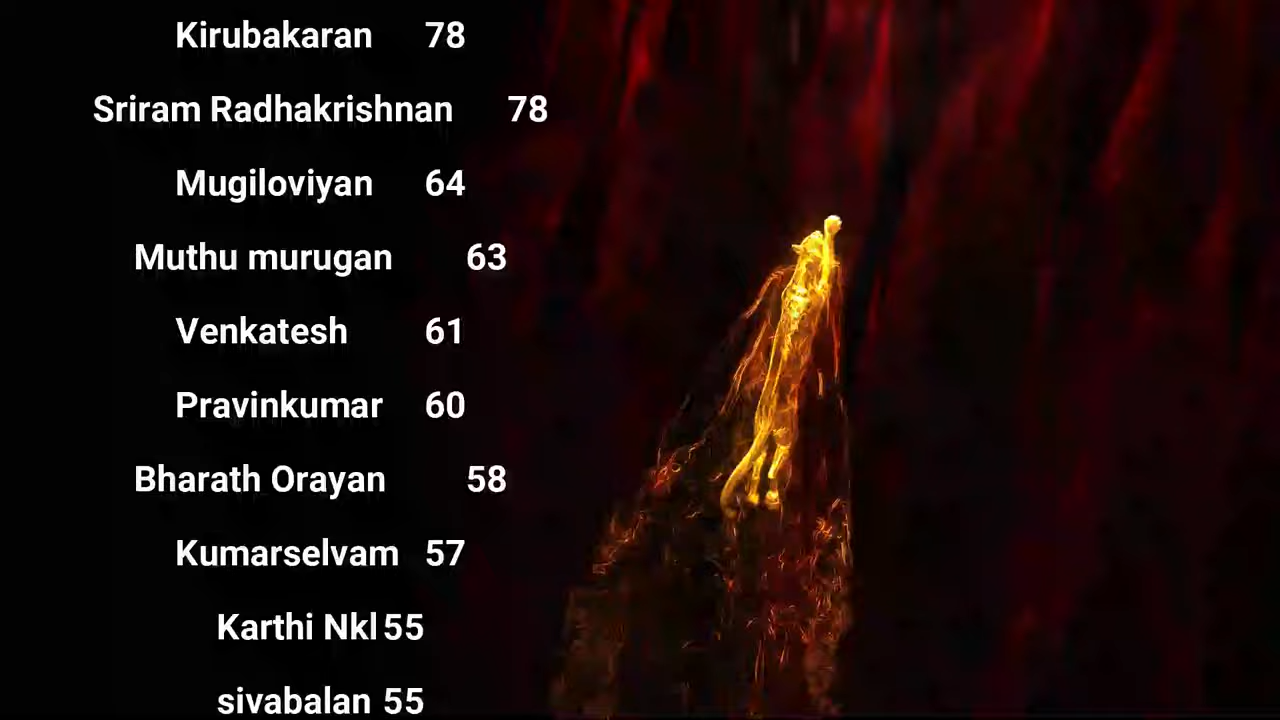 Kirubakaran 78
Sriram Radhakrishnan 78
Mugiloviyan 64
Muthu murugan 63
Venkatesh 61
Pravinkumar 60
Bharath Orayan 58
Kumarselvam 57
Karthi Nkl 55
sivabalan 55